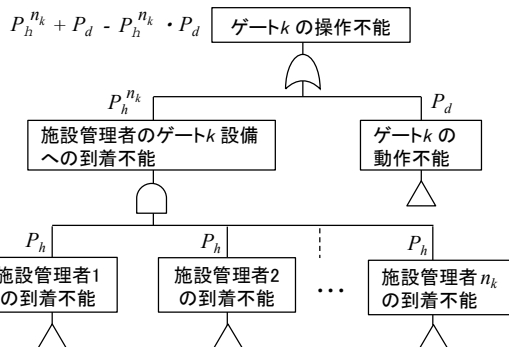 P_h^{n_k} + P_d - P_h^{n_k} ・P_d
ゲートk の操作不能
P_h^{n_k}
P_d
施設管理者のゲートk 設備
への到着不能
ゲートk の
動作不能
P_h
P_h
P_h
施設管理者1
の到着不能
施設管理者2
の到着不能
…
施設管理者 n_k
の到着不能